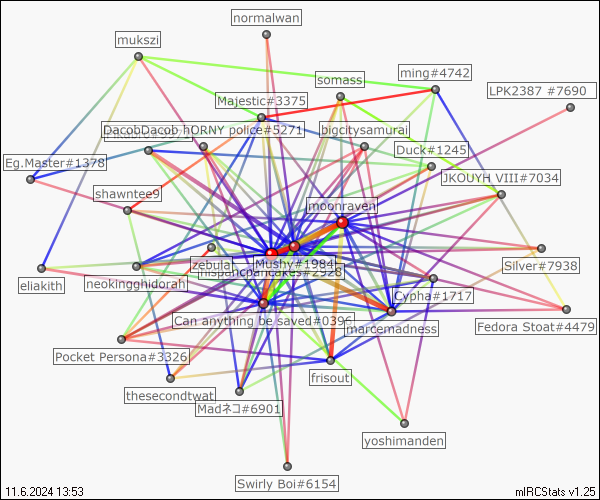 normalwan
mukszi
somass
ming#4742
LPK2387 #7690
Majestic#3375
DacobDacob hORNY police#5271
bigcitysamurai
Duck#1245
Eg.Master#1378
JKOUYH VIII#7034
shawntee9
moonraven
zebula
Mushy#1984
Silver#7938
eliakith
neokingghidorah
Cypha#1717
Can anything be saved#0396
marcemadness
Fedora Stoat#4479
Pocket Persona#3326
frisout
thesecondtwat
Madネコ#6901
yoshimanden
Swirly Boi#6154
11.6.2024 13:53
mIRCStats v1.25